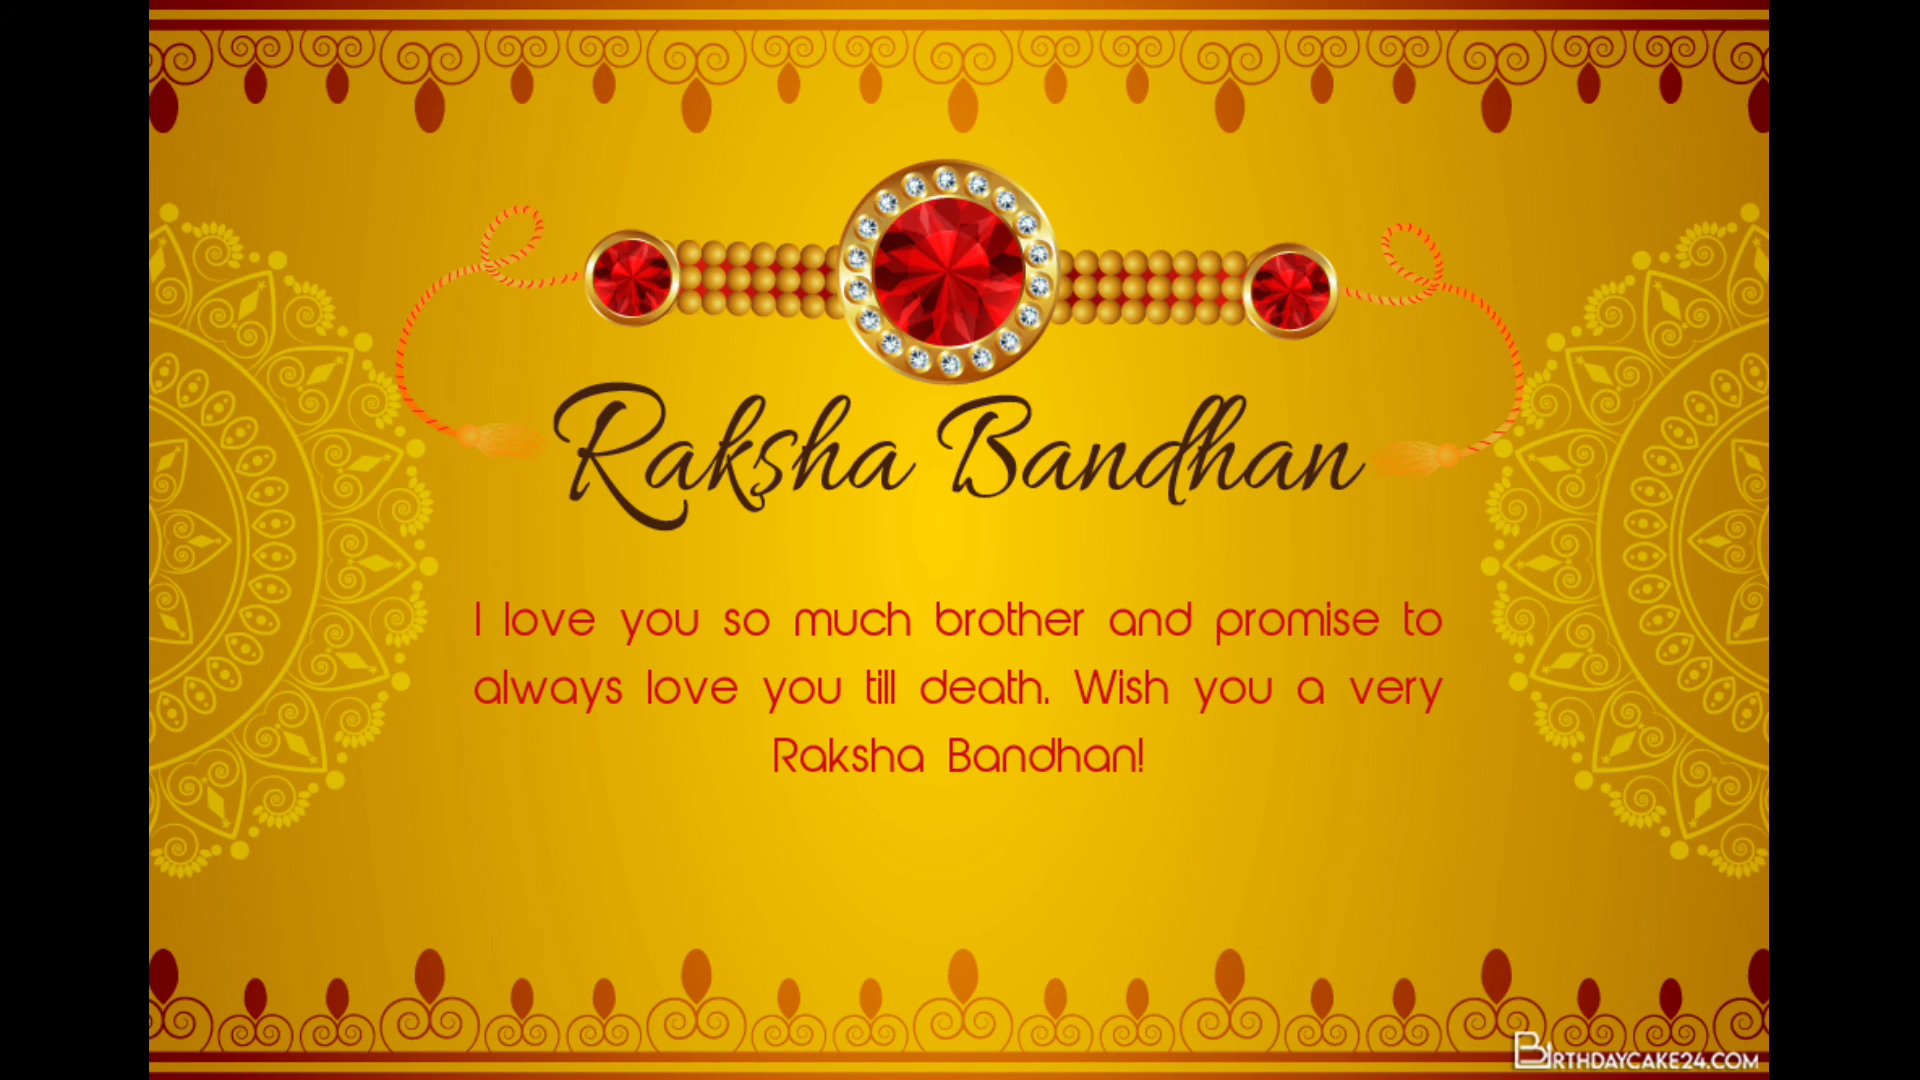 Raksha Bandhan
I love you so much brother and promise to
always love you till death. Wish you a very
Raksha Bandhan!
BIRTHDAYCAKE24.COM